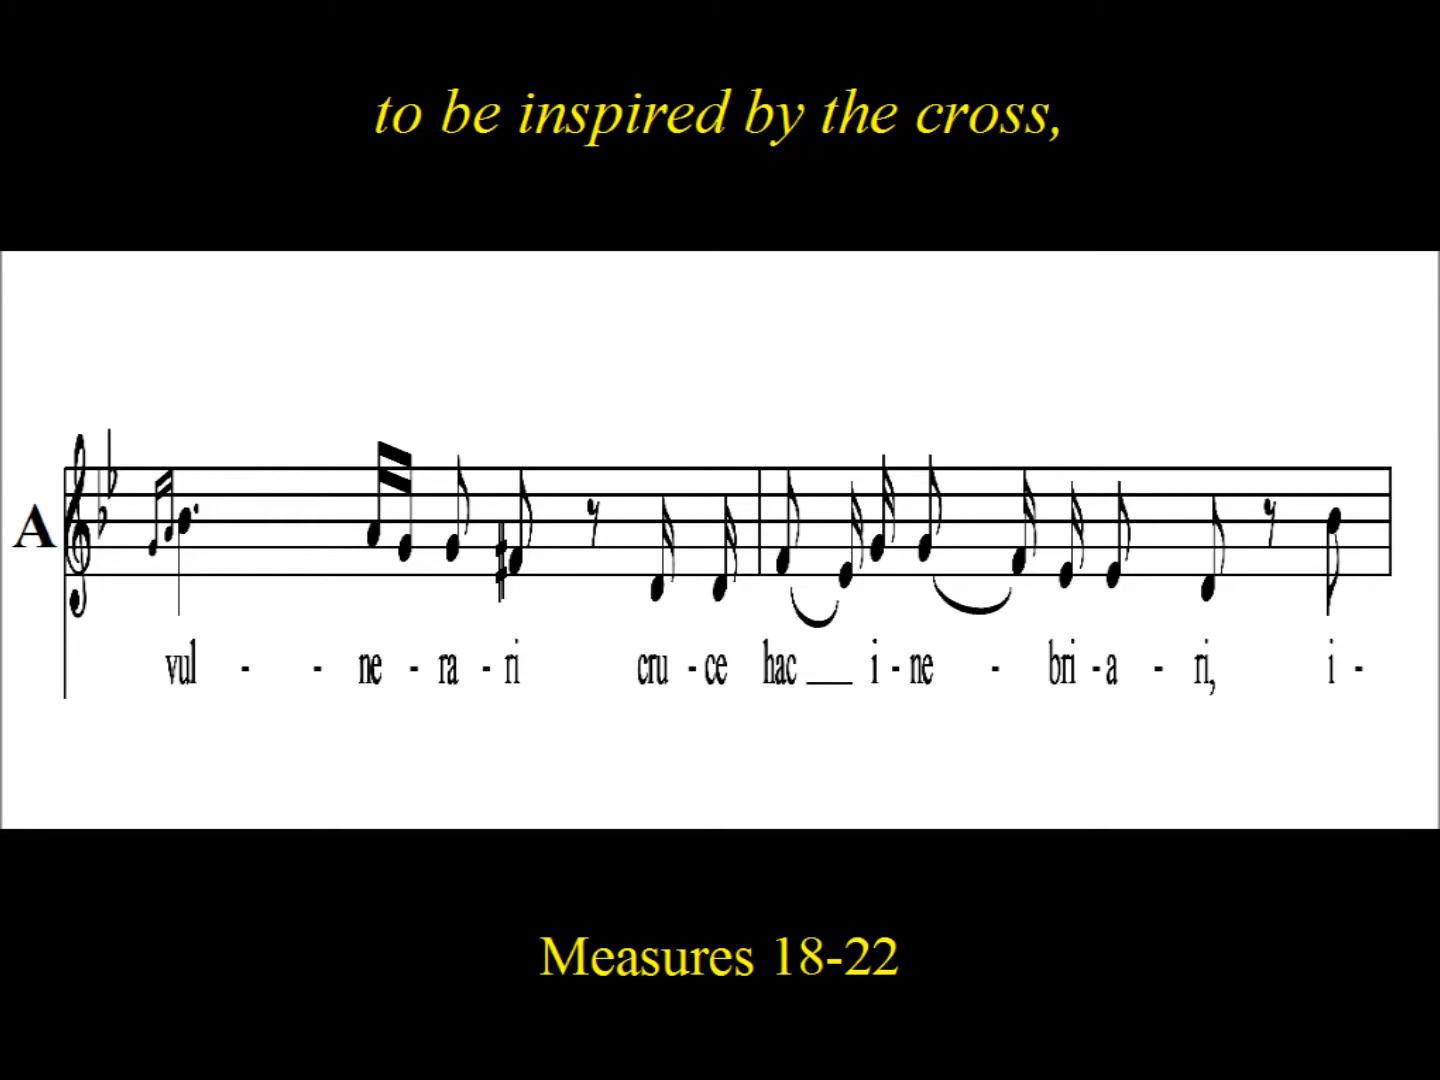 to be inspired by the cross,
A
vul - - ne - ra - ri cru - ce hac ___ i - ne - bri - a - ri, i -
Measures 18-22